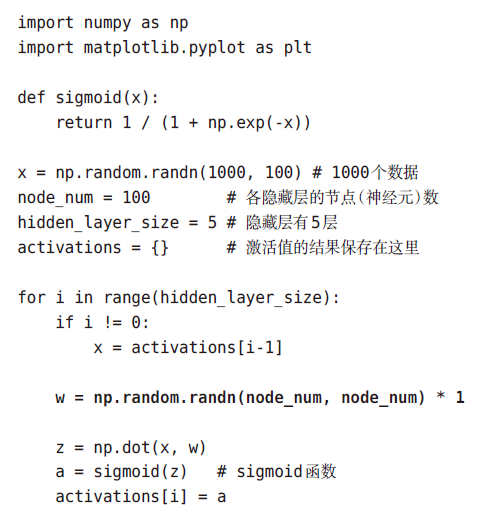 import numpy as np
import matplotlib.pyplot as plt

def sigmoid(x):
    return 1 / (1 + np.exp(-x))

x = np.random.randn(1000, 100) # 1000个数据
node_num = 100        # 各隐藏层的节点(神经元)数
hidden_layer_size = 5 # 隐藏层有5层
activations = {}      # 激活值的结果保存在这里

for i in range(hidden_layer_size):
    if i != 0:
        x = activations[i-1]

    w = np.random.randn(node_num, node_num) * 1

    z = np.dot(x, w)
    a = sigmoid(z)   # sigmoid函数
    activations[i] = a